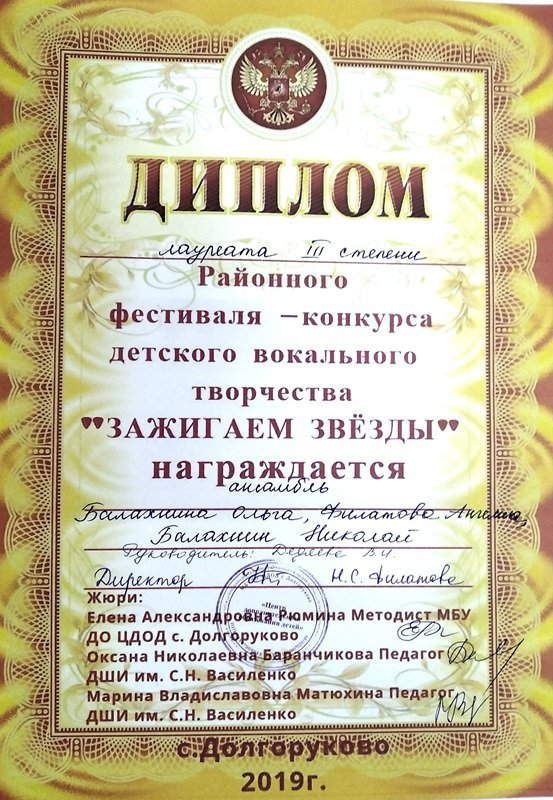 ДИПЛОМ
лауреата III степени
Районного
фестиваля –конкурса
детского вокального
творчества
"ЗАЖИГАЕМ ЗВЁЗДЫ"
награждается
ансамбль
Балахнина Ольга, Филатова Ангелина,
Балахнин Николай
Руководитель: В.И.
Директор Н.С. Филатова
Жюри:
Елена Александровна Рюмина Методист МБУ
ДО ЦДОД с. Долгоруково
Оксана Николаевна Баранчикова Педагог
ДШИ им. С.Н. Василенко
Марина Владиславовна Матюхина Педагог
ДШИ им. С.Н. Василенко
с.Долгоруково
2019г.